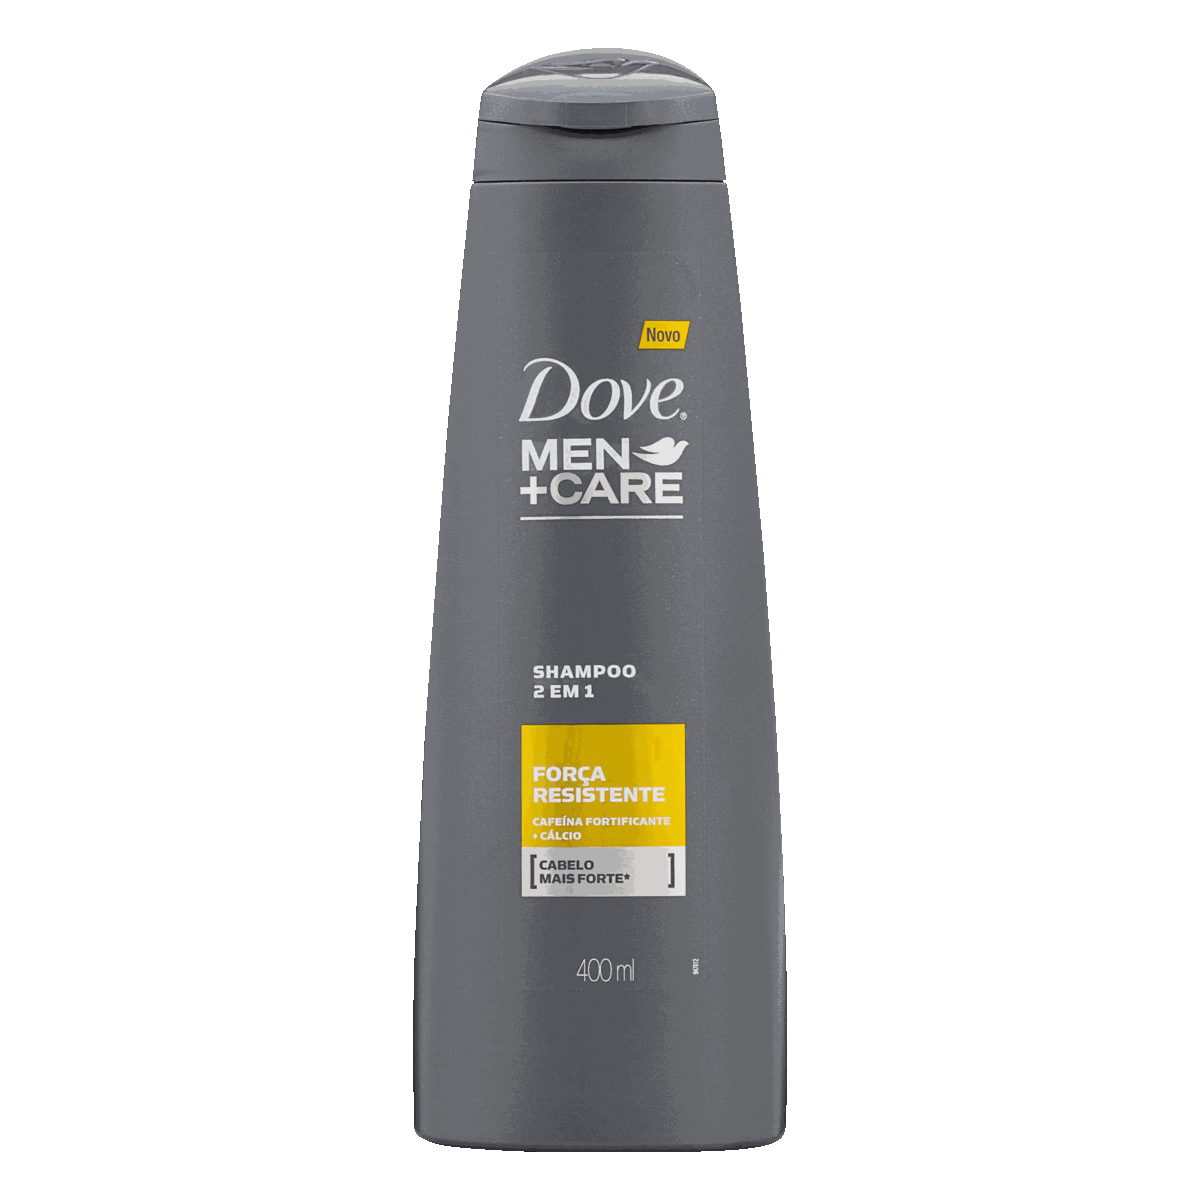 Novo
Dove®
MEN
+CARE
SHAMPOO
2 EM 1
FORÇA
RESISTENTE
CAFEÍNA FORTIFICANTE
+ CÁLCIO
[CABELO
MAIS FORTE*]
400 ml